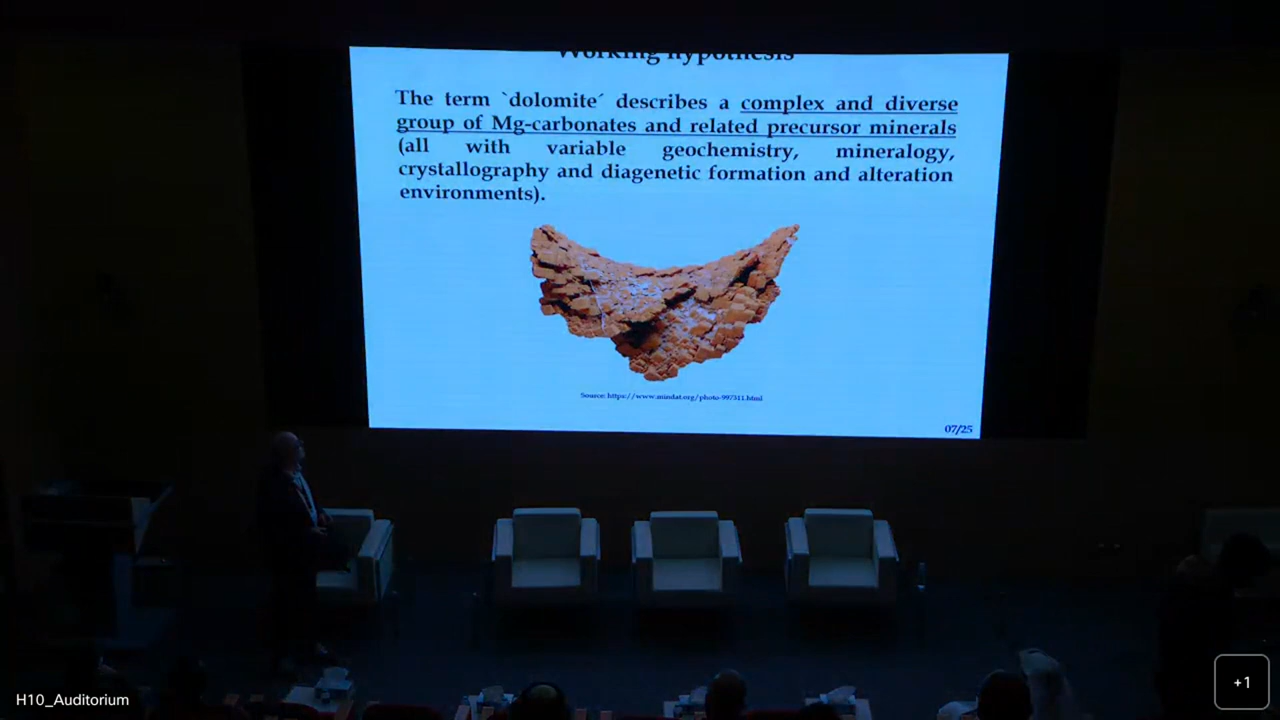 Working hypothesis
The term `dolomite´ describes a complex and diverse
group of Mg-carbonates and related precursor minerals
(all with variable geochemistry, mineralogy,
crystallography and diagenetic formation and alteration
environments).
Source: https://www.mindat.org/photo-997311.html
07/25
H10_Auditorium
+1